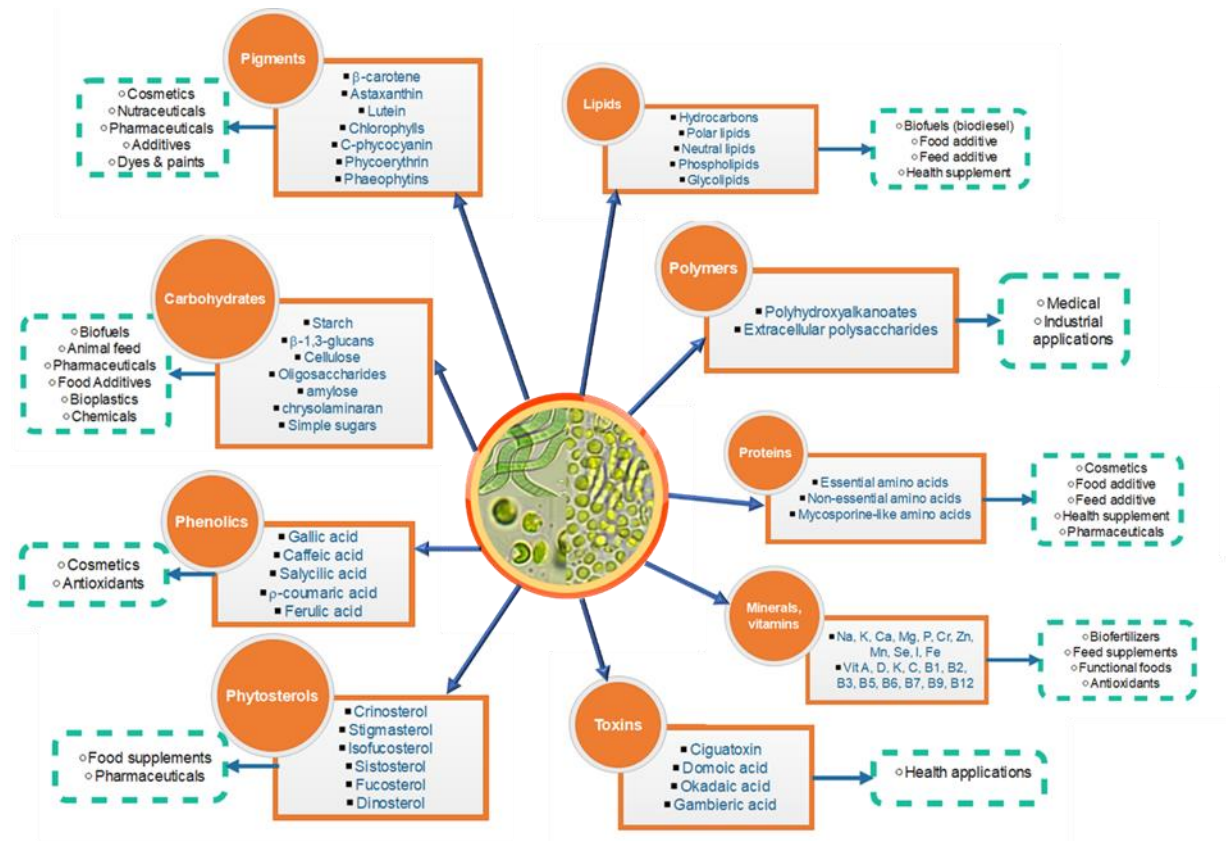 Pigments
■ β-carotene
■ Astaxanthin
■ Lutein
■ Chlorophylls
■ C-phycocyanin
■ Phycoerythrin
■ Phaeophytins
○ Cosmetics
○ Nutraceuticals
○ Pharmaceuticals
○ Additives
○ Dyes & paints
Lipids
■ Hydrocarbons
■ Polar lipids
■ Neutral lipids
■ Phospholipids
■ Glycolipids
○ Biofuels (biodiesel)
○ Food additive
○ Feed additive
○ Health supplement
Carbohydrates
■ Starch
■ β-1,3-glucans
■ Cellulose
■ Oligosaccharides
■ amylose
■ chrysolaminaran
■ Simple sugars
○ Biofuels
○ Animal feed
○ Pharmaceuticals
○ Food Additives
○ Bioplastics
○ Chemicals
Polymers
■ Polyhydroxyalkanoates
■ Extracellular polysaccharides
○ Medical
○ Industrial
applications
Proteins
■ Essential amino acids
■ Non-essential amino acids
■ Mycosporine-like amino acids
○ Cosmetics
○ Food additive
○ Feed additive
○ Health supplement
○ Pharmaceuticals
Phenolics
■ Gallic acid
■ Caffeic acid
■ Salycilic acid
■ ρ-coumaric acid
■ Ferulic acid
○ Cosmetics
○ Antioxidants
Minerals,
vitamins
■ Na, K, Ca, Mg, P, Cr, Zn,
Mn, Se, I, Fe
■ Vit A, D, K, C, B1, B2,
B3, B5, B6, B7, B9, B12
○ Biofertilizers
○ Feed supplements
○ Functional foods
○ Antioxidants
Phytosterols
■ Crinosterol
■ Stigmasterol
■ Isofucosterol
■ Sistosterol
■ Fucosterol
■ Dinosterol
○ Food supplements
○ Pharmaceuticals
Toxins
■ Ciguatoxin
■ Domoic acid
■ Okadaic acid
■ Gambieric acid
○ Health applications